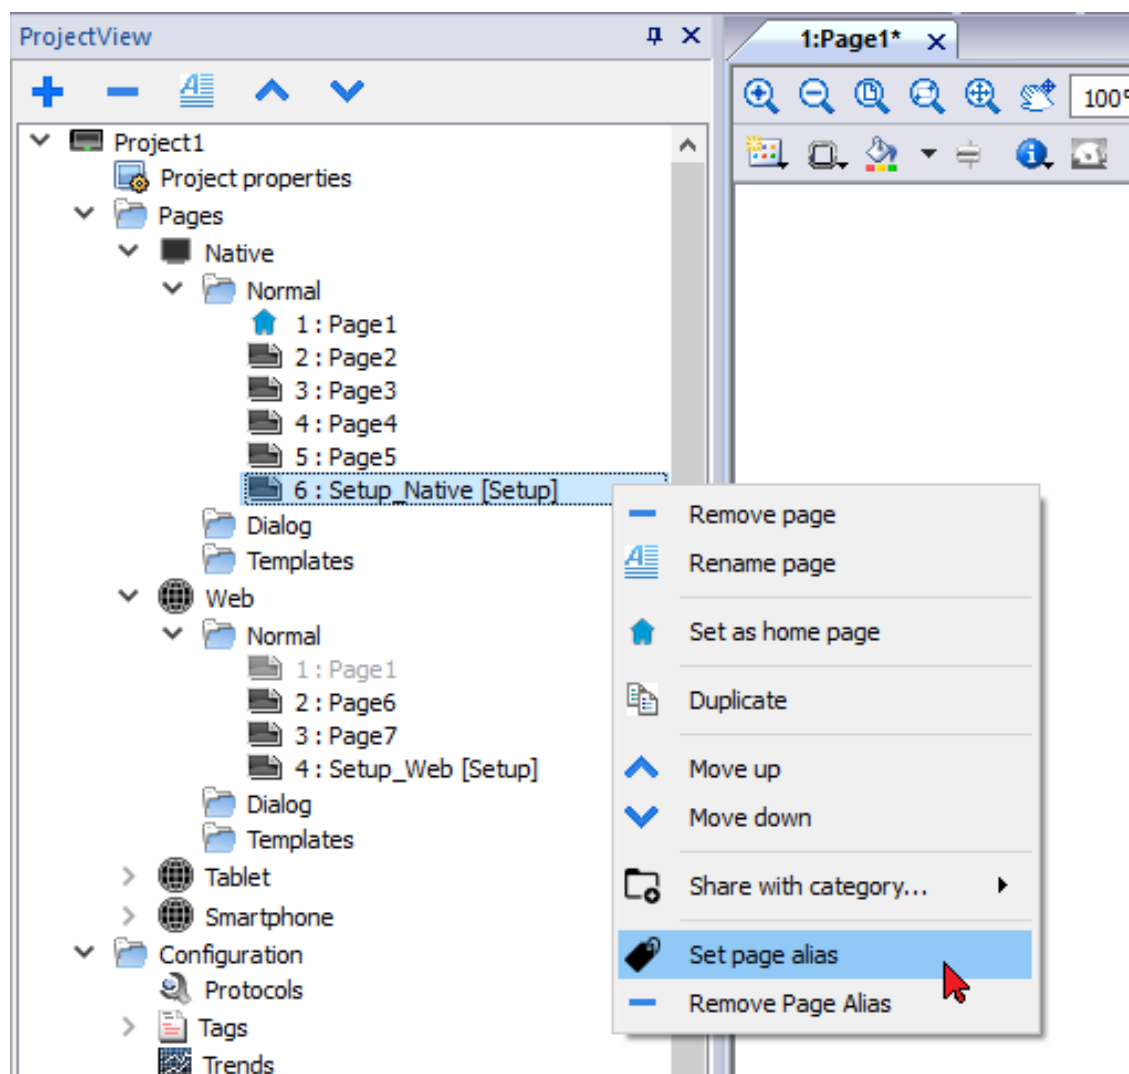 ProjectView
1:Page1*
100%
Project1
Project properties
Pages
Native
Normal
1 : Page1
2 : Page2
3 : Page3
4 : Page4
5 : Page5
6 : Setup_Native [Setup]
Dialog
Templates
Web
Normal
1 : Page1
2 : Page6
3 : Page7
4 : Setup_Web [Setup]
Dialog
Templates
Tablet
Smartphone
Configuration
Protocols
Tags
Trends
Remove page
Rename page
Set as home page
Duplicate
Move up
Move down
Share with category...
Set page alias
Remove Page Alias